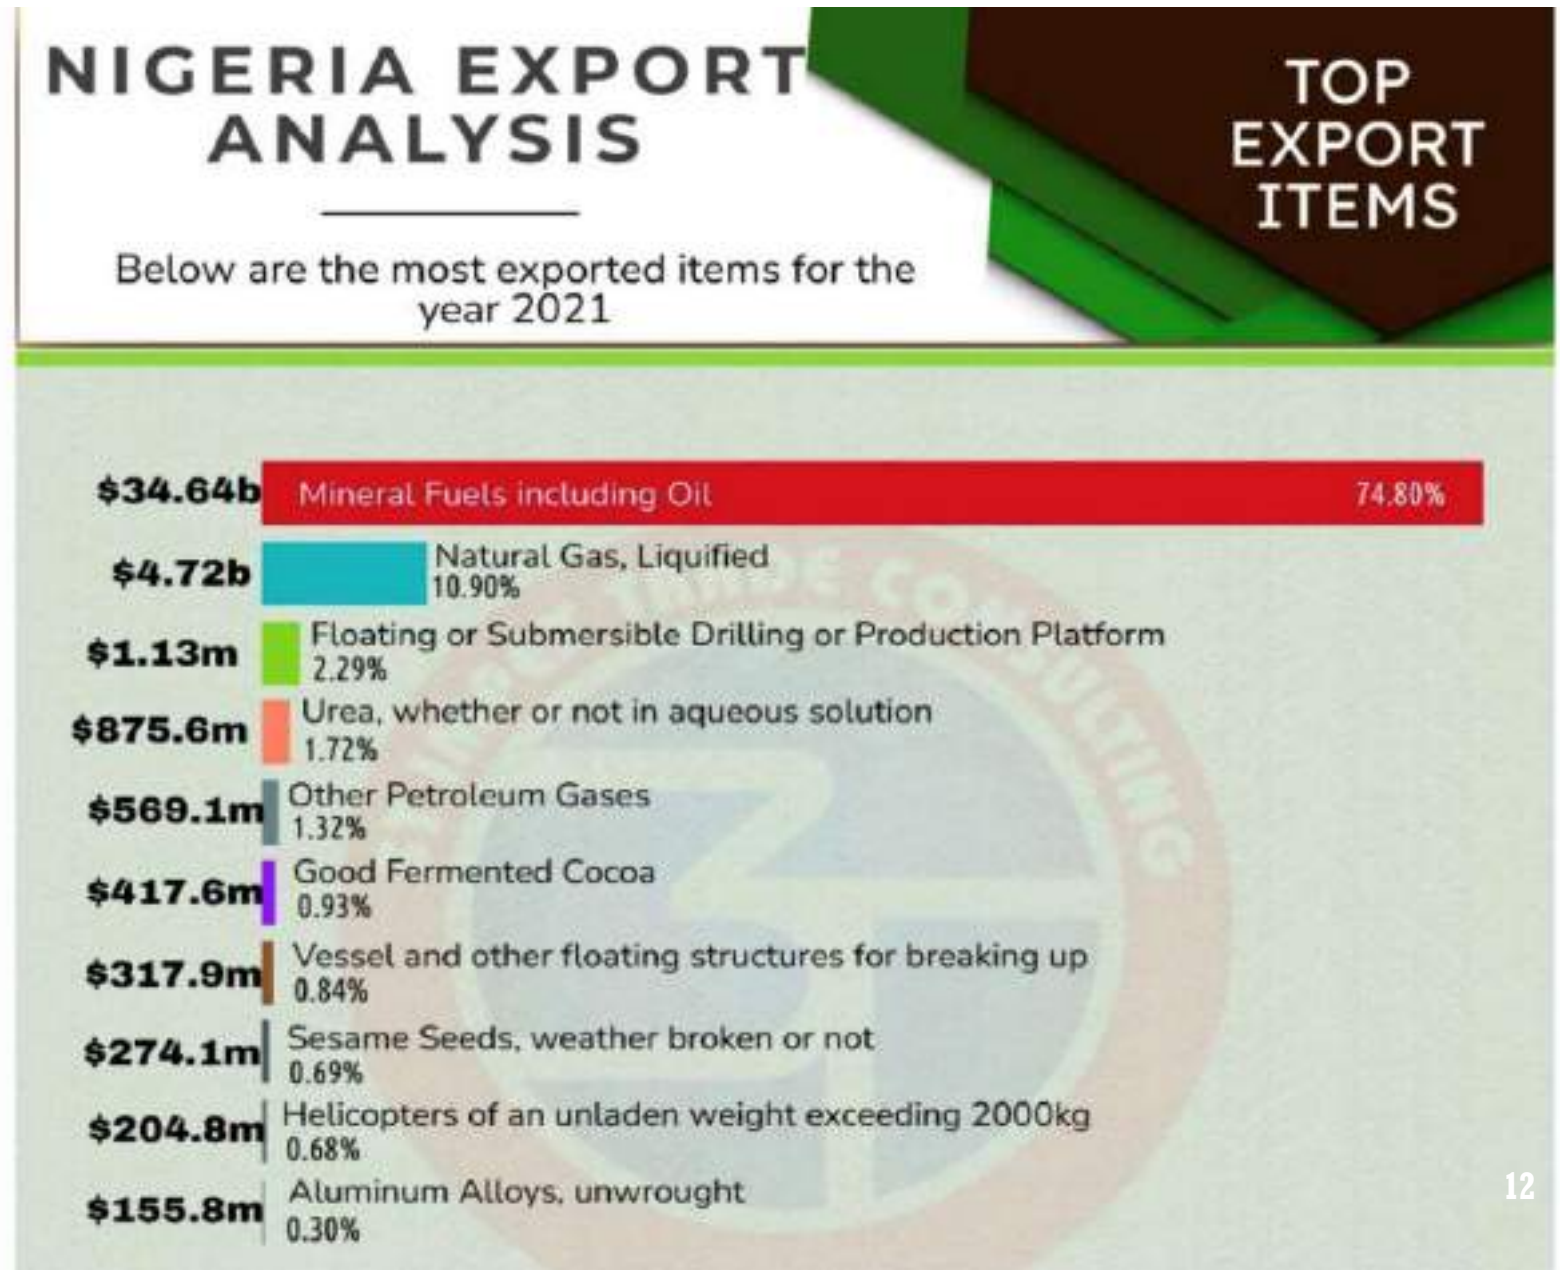 NIGERIA EXPORT
ANALYSIS
TOP
EXPORT
ITEMS
Below are the most exported items for the
year 2021
$34.64b Mineral Fuels including Oil 74.80%
$4.72b Natural Gas, Liquified
10.90%
$1.13m Floating or Submersible Drilling or Production Platform
2.29%
$875.6m Urea, whether or not in aqueous solution
1.72%
$569.1m Other Petroleum Gases
1.32%
$417.6m Good Fermented Cocoa
0.93%
$317.9m Vessel and other floating structures for breaking up
0.84%
$274.1m Sesame Seeds, weather broken or not
0.69%
$204.8m Helicopters of an unladen weight exceeding 2000kg
0.68%
$155.8m Aluminum Alloys, unwrought
0.30%
12
TRADE CONSULTING